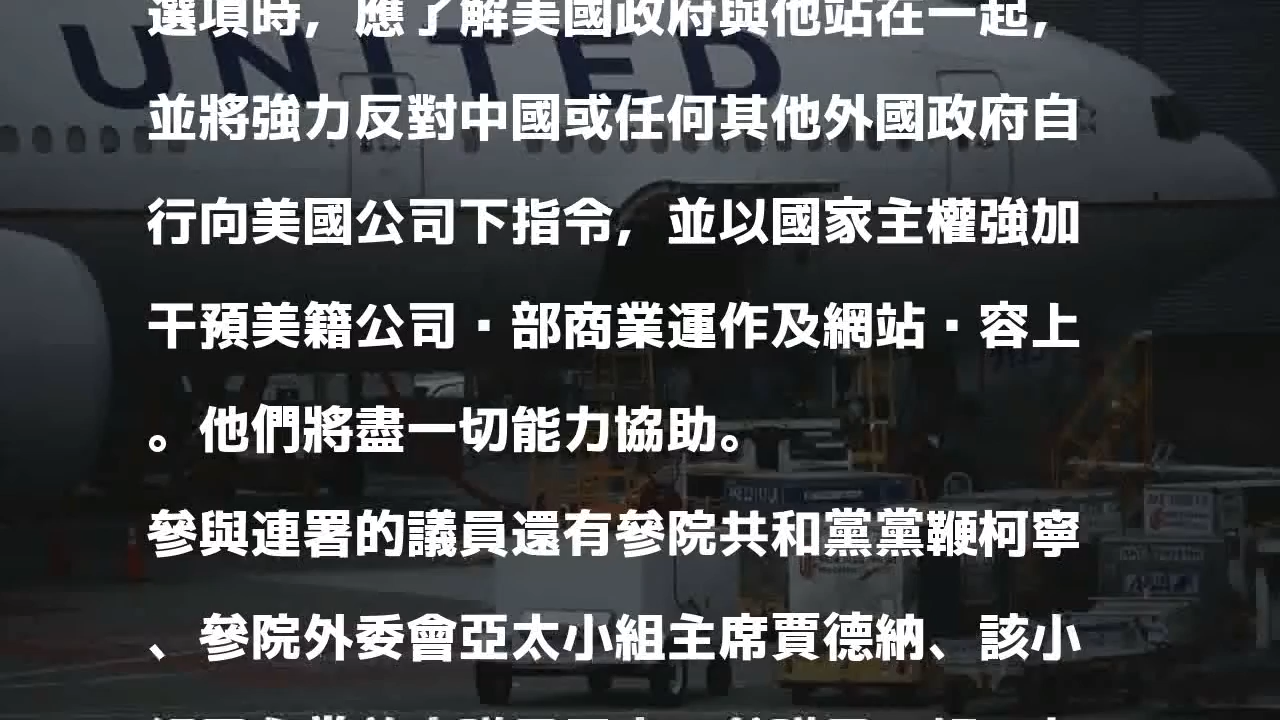 UNITED
選項時，應了解美國政府與他站在一起，
並將強力反對中國或任何其他外國政府自
行向美國公司下指令，並以國家主權強加
干預美籍公司·部商業運作及網站·容上
。他們將盡一切能力協助。
參與連署的議員還有參院共和黨黨鞭柯寧
、參院外委會亞太小組主席賈德納、該小